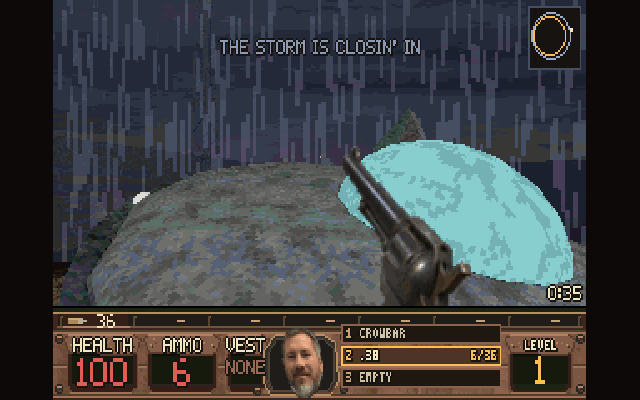 THE STORM IS CLOSIN' IN
0:35
36
HEALTH
100
AMMO
6
VEST
NONE
1 CROWBAR
2 .38 6/36
3 EMPTY
LEVEL
1